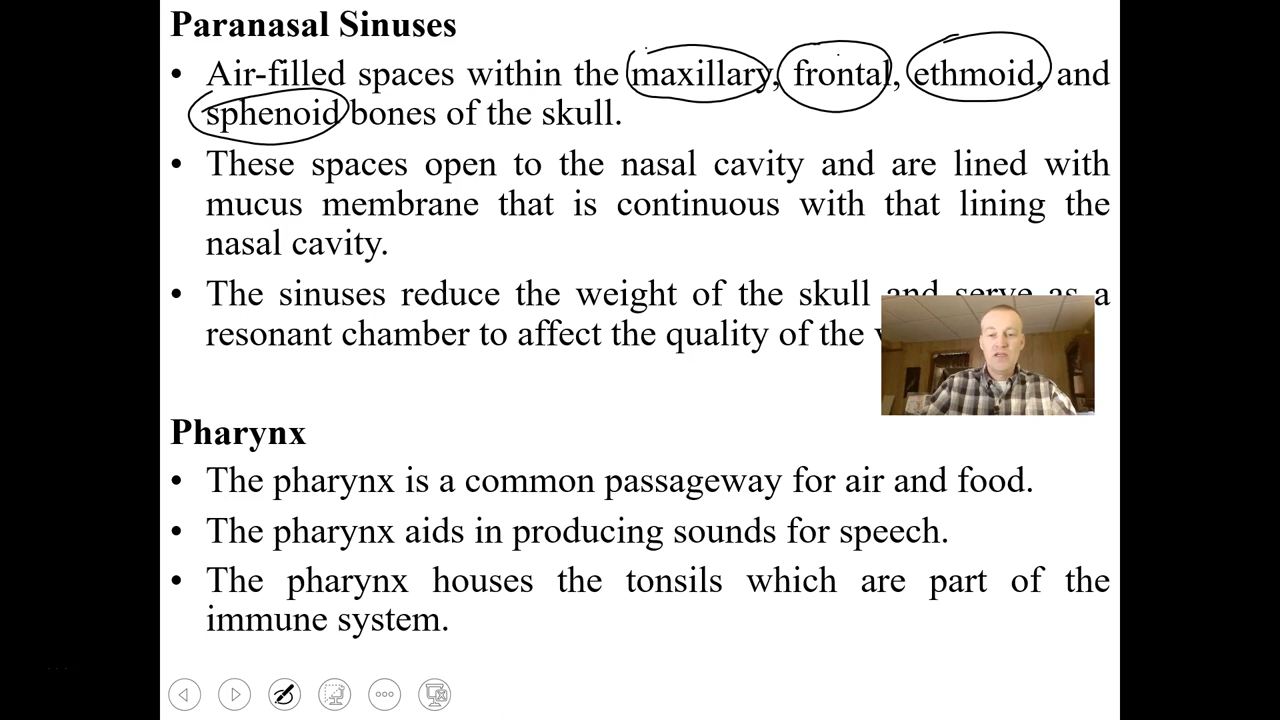 Paranasal Sinuses
• Air-filled spaces within the maxillary, frontal, ethmoid, and
sphenoid bones of the skull.
• These spaces open to the nasal cavity and are lined with
mucus membrane that is continuous with that lining the
nasal cavity.
• The sinuses reduce the weight of the skull and serve as a
resonant chamber to affect the quality of the
Pharynx
• The pharynx is a common passageway for air and food.
• The pharynx aids in producing sounds for speech.
• The pharynx houses the tonsils which are part of the
immune system.